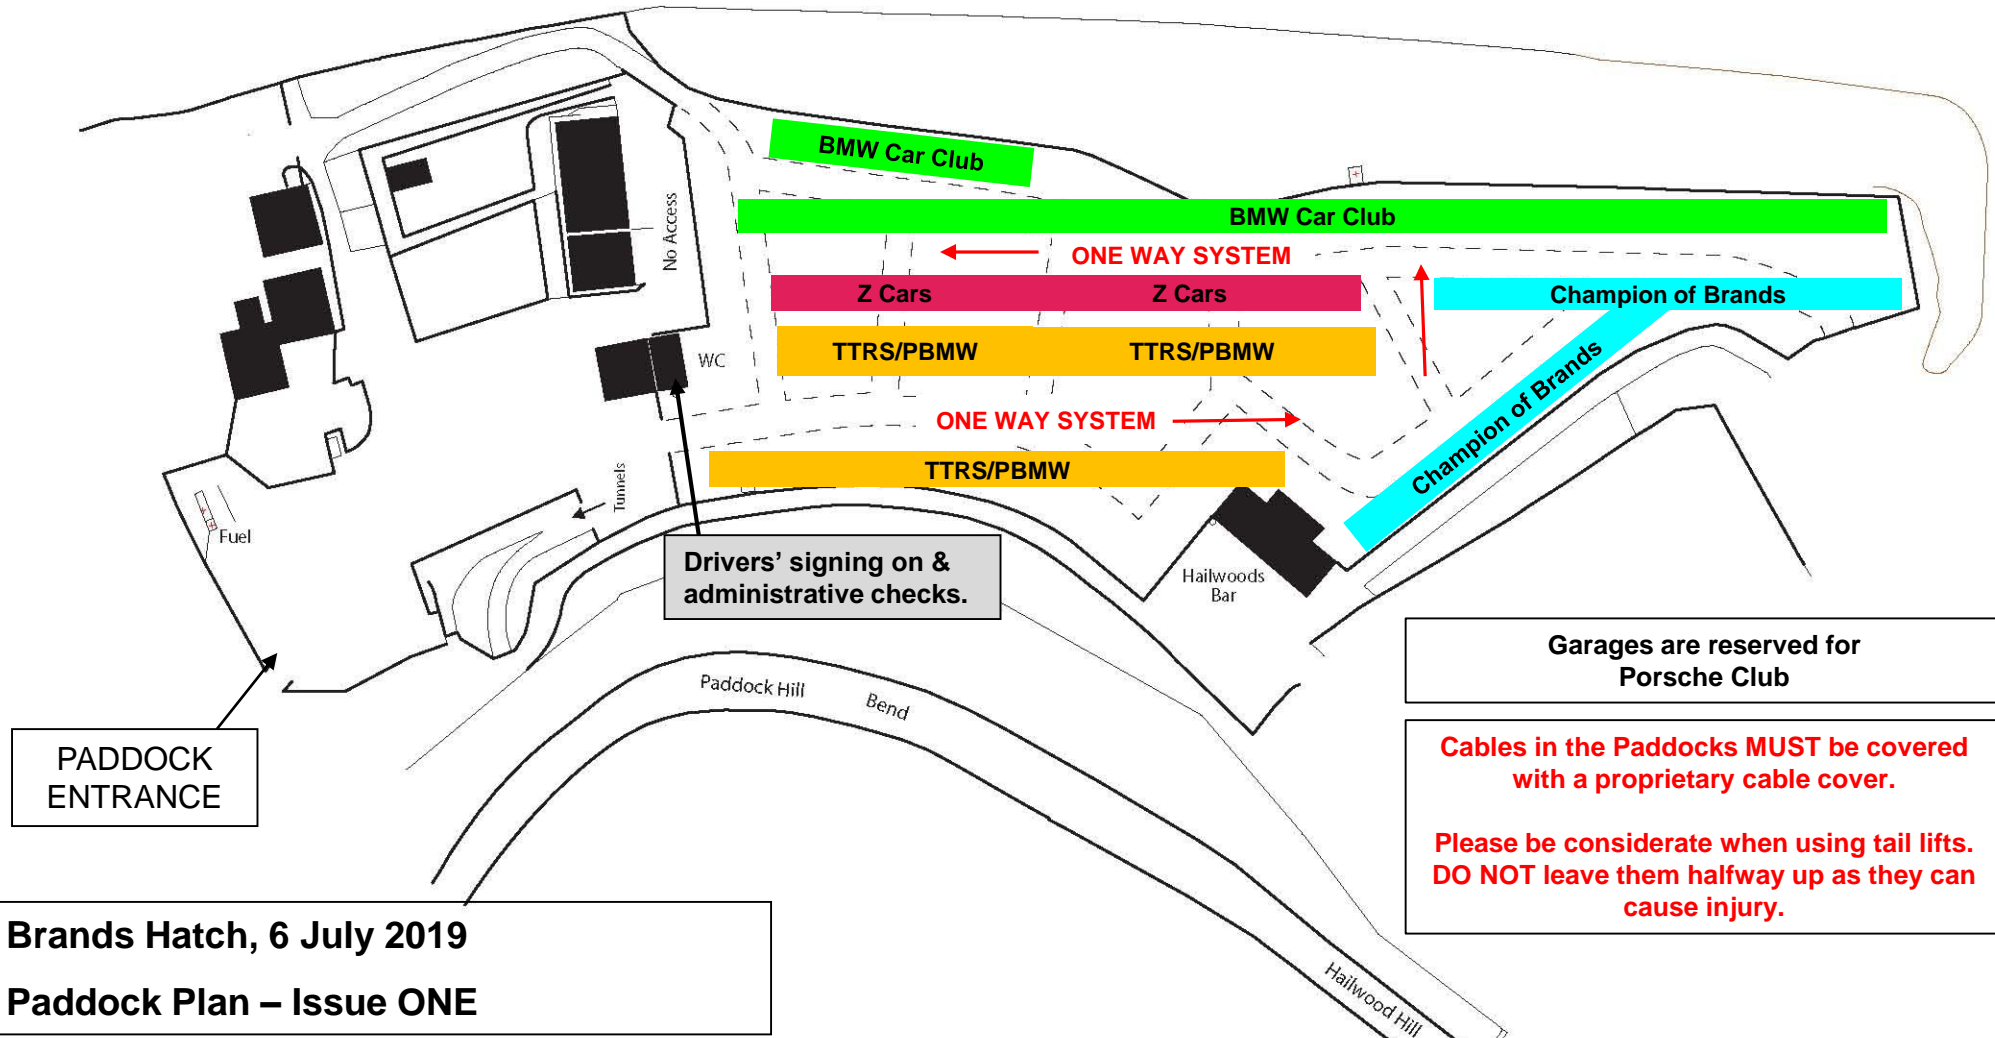 BMW Car Club
BMW Car Club
No Access
ONE WAY SYSTEM
Z Cars
Z Cars
Champion of Brands
TTRS/PBMW
TTRS/PBMW
WC
Champion of Brands
ONE WAY SYSTEM
TTRS/PBMW
Tunnels
Fuel
Drivers’ signing on &
administrative checks.
Hailwoods
Bar
Garages are reserved for
Porsche Club
Paddock Hill
Bend
PADDOCK
ENTRANCE
Cables in the Paddocks MUST be covered
with a proprietary cable cover.
Please be considerate when using tail lifts.
DO NOT leave them halfway up as they can
cause injury.
Brands Hatch, 6 July 2019
Paddock Plan – Issue ONE
Hailwood Hill